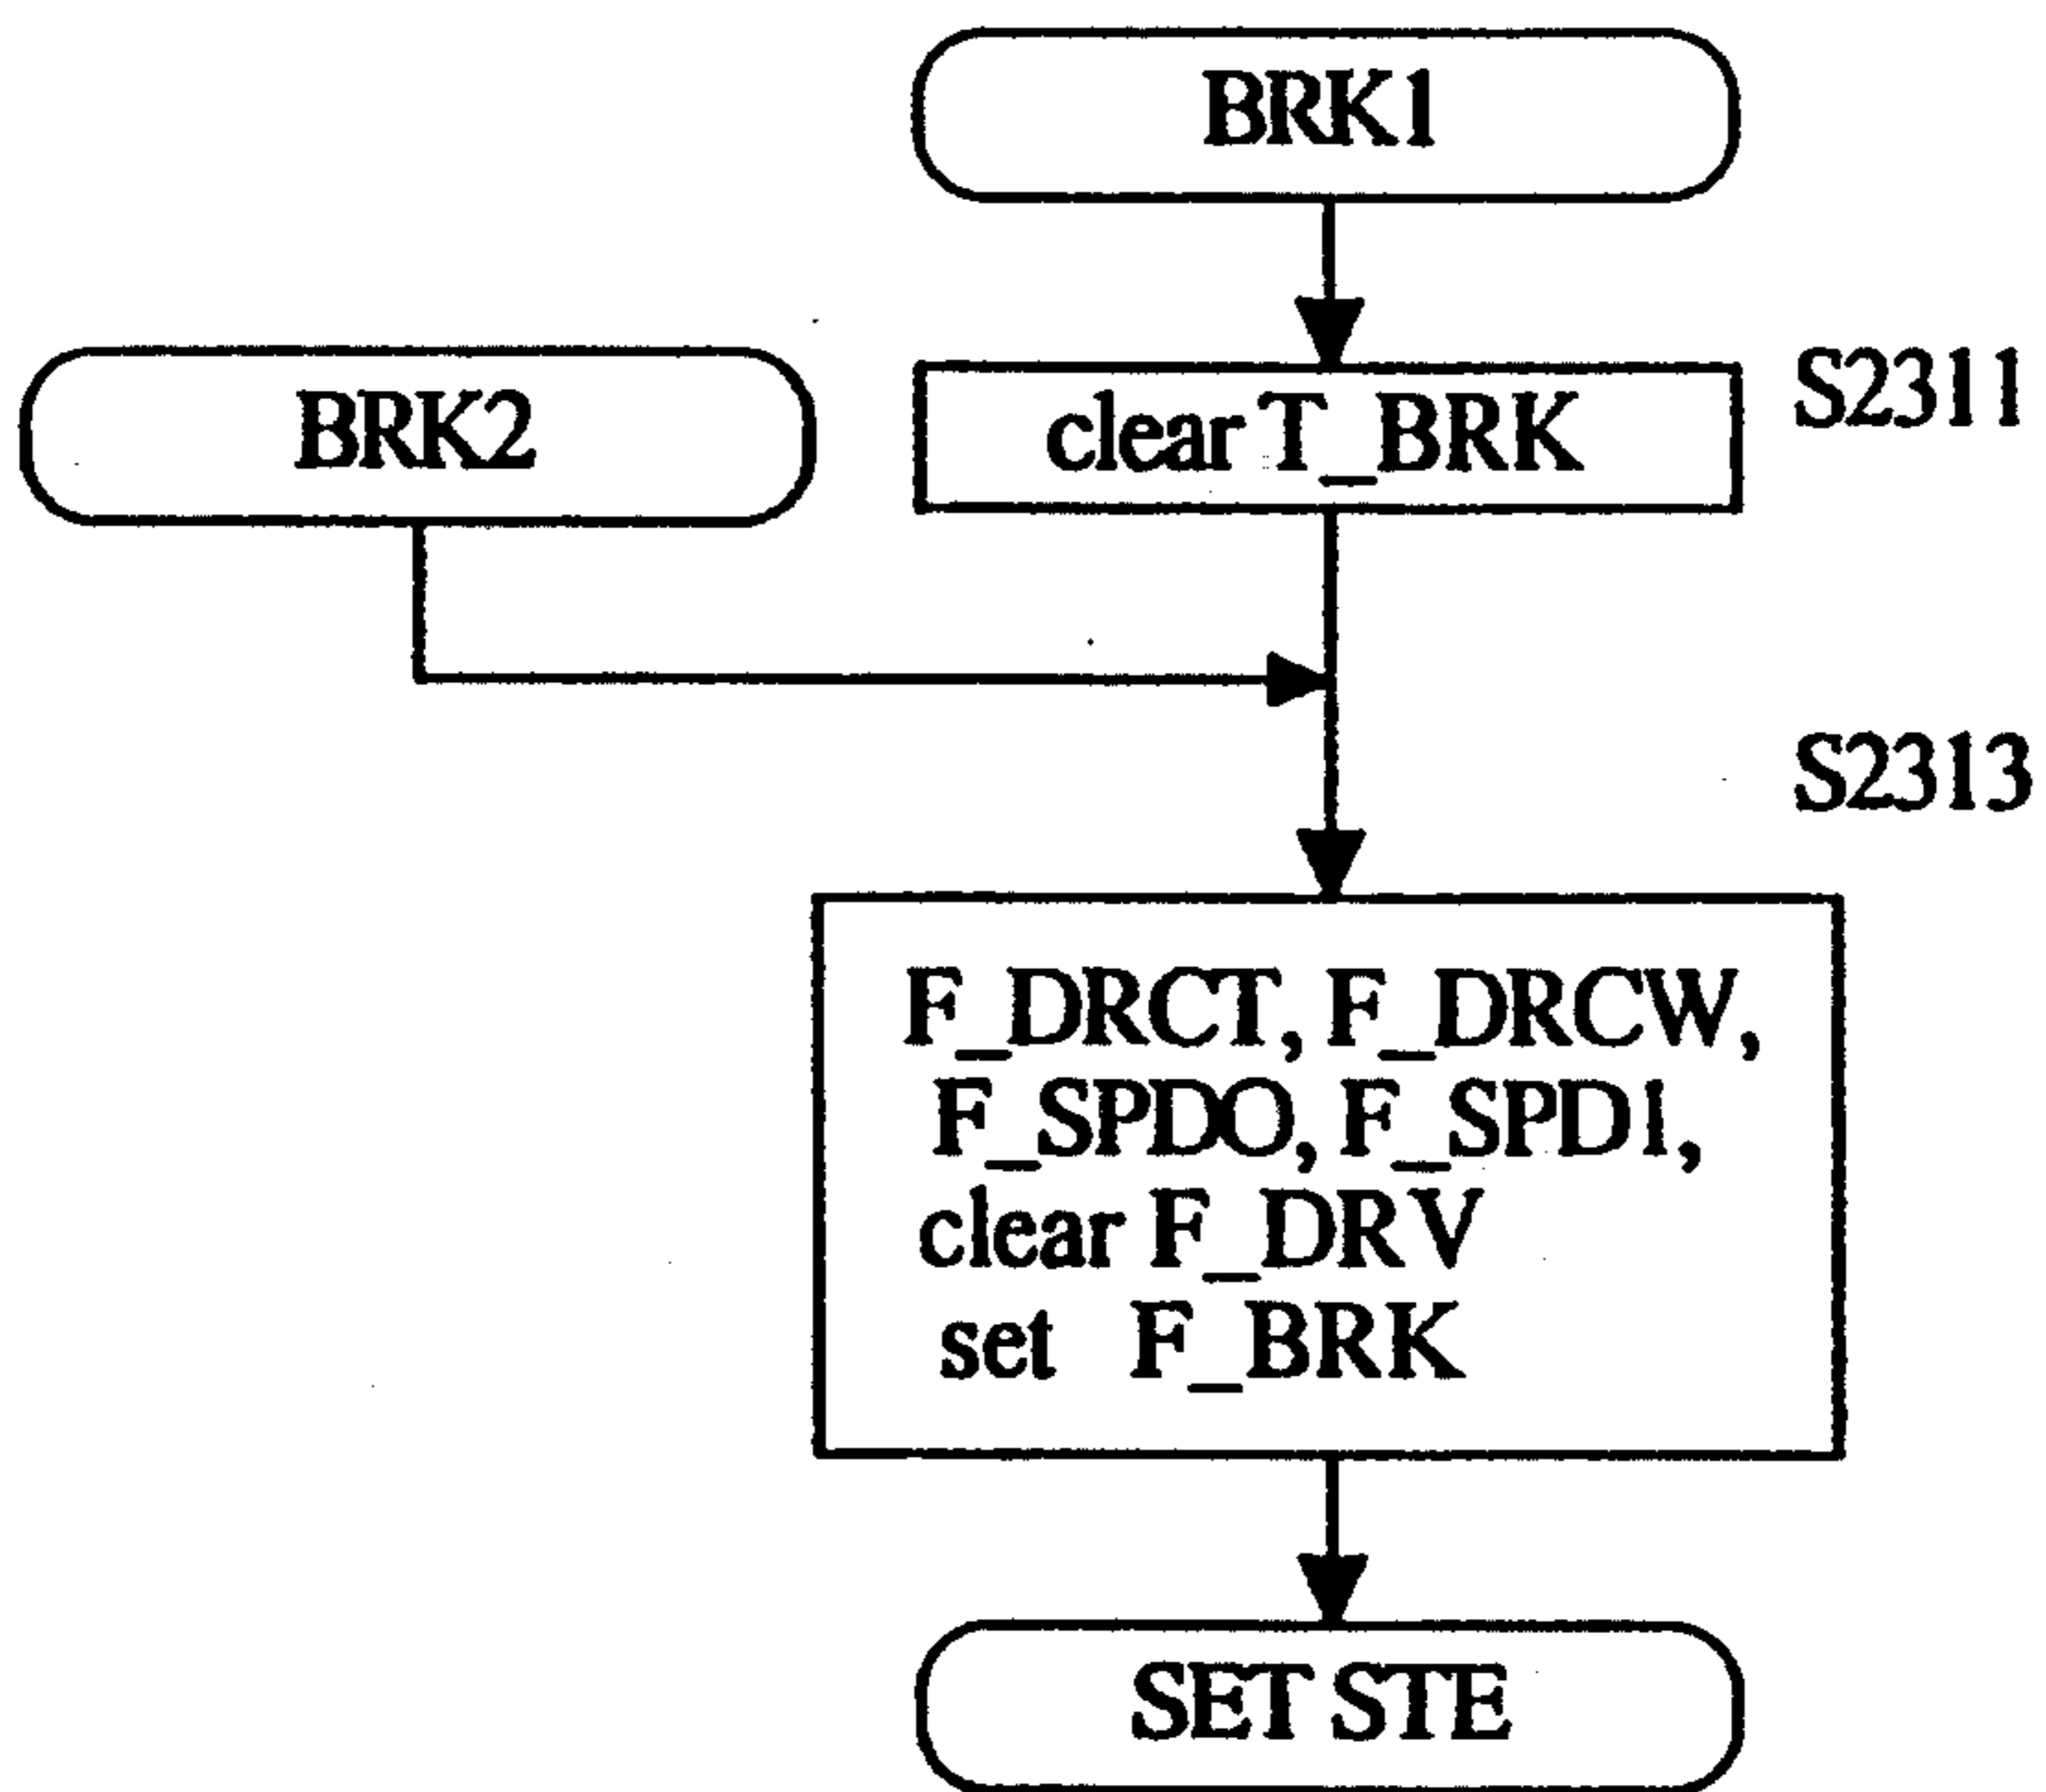 BRK1
BRK2
clear T_BRK
S2311
S2313
F_DRCT, F_DRCW,
F_SPDO, F_SPD1,
clear F_DRV
set F_BRK
SET STE